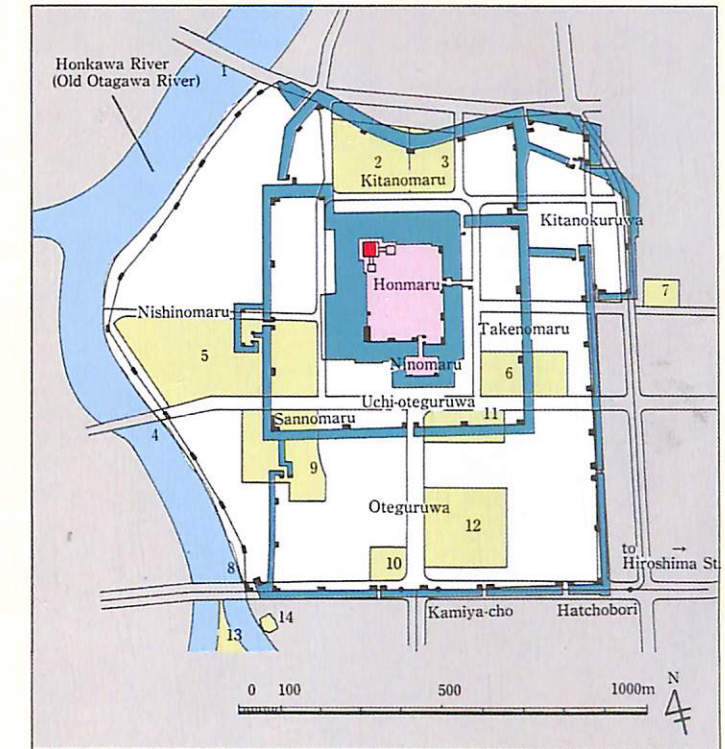 Honkawa River
(Old Otagawa River)
1
2
3
Kitanomaru
Kitanokuruwa
7
Honmaru
Nishinomaru
Takenomaru
5
Ninomaru
6
Uchi-oteguruwa
11
Sannomaru
4
9
Oteguruwa
12
to →
Hiroshima St.
10
8
Kamiya-cho
Hatchobori
14
13
N
4
0 100 500 1000m